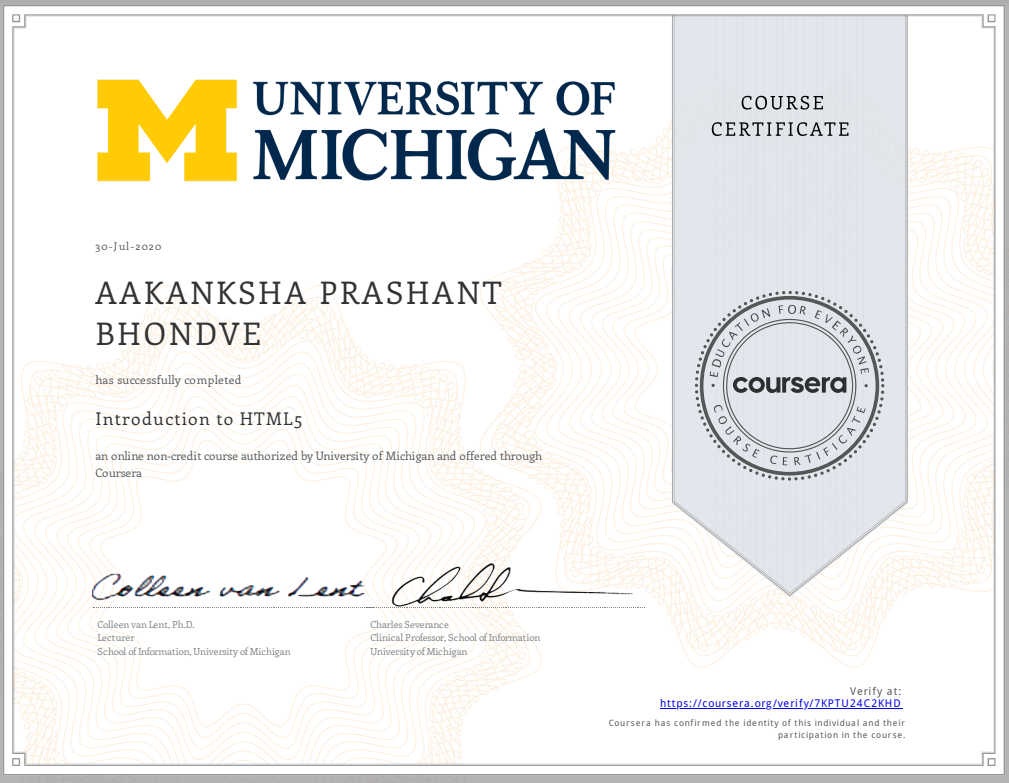 UNIVERSITY OF
MICHIGAN
COURSE
CERTIFICATE
30-Jul-2020
AAKANKSHA PRASHANT
BHONDVE
has successfully completed
Introduction to HTML5
an online non-credit course authorized by University of Michigan and offered through
Coursera
EDUCATION FOR EVERYONE
coursera
COURSE CERTIFICATE
Colleen van Lent
Colleen van Lent, Ph.D.
Lecturer
School of Information, University of Michigan
Charles Severance
Clinical Professor, School of Information
University of Michigan
Verify at:
https://coursera.org/verify/7KPTU24C2KHD
Coursera has confirmed the identity of this individual and their
participation in the course.